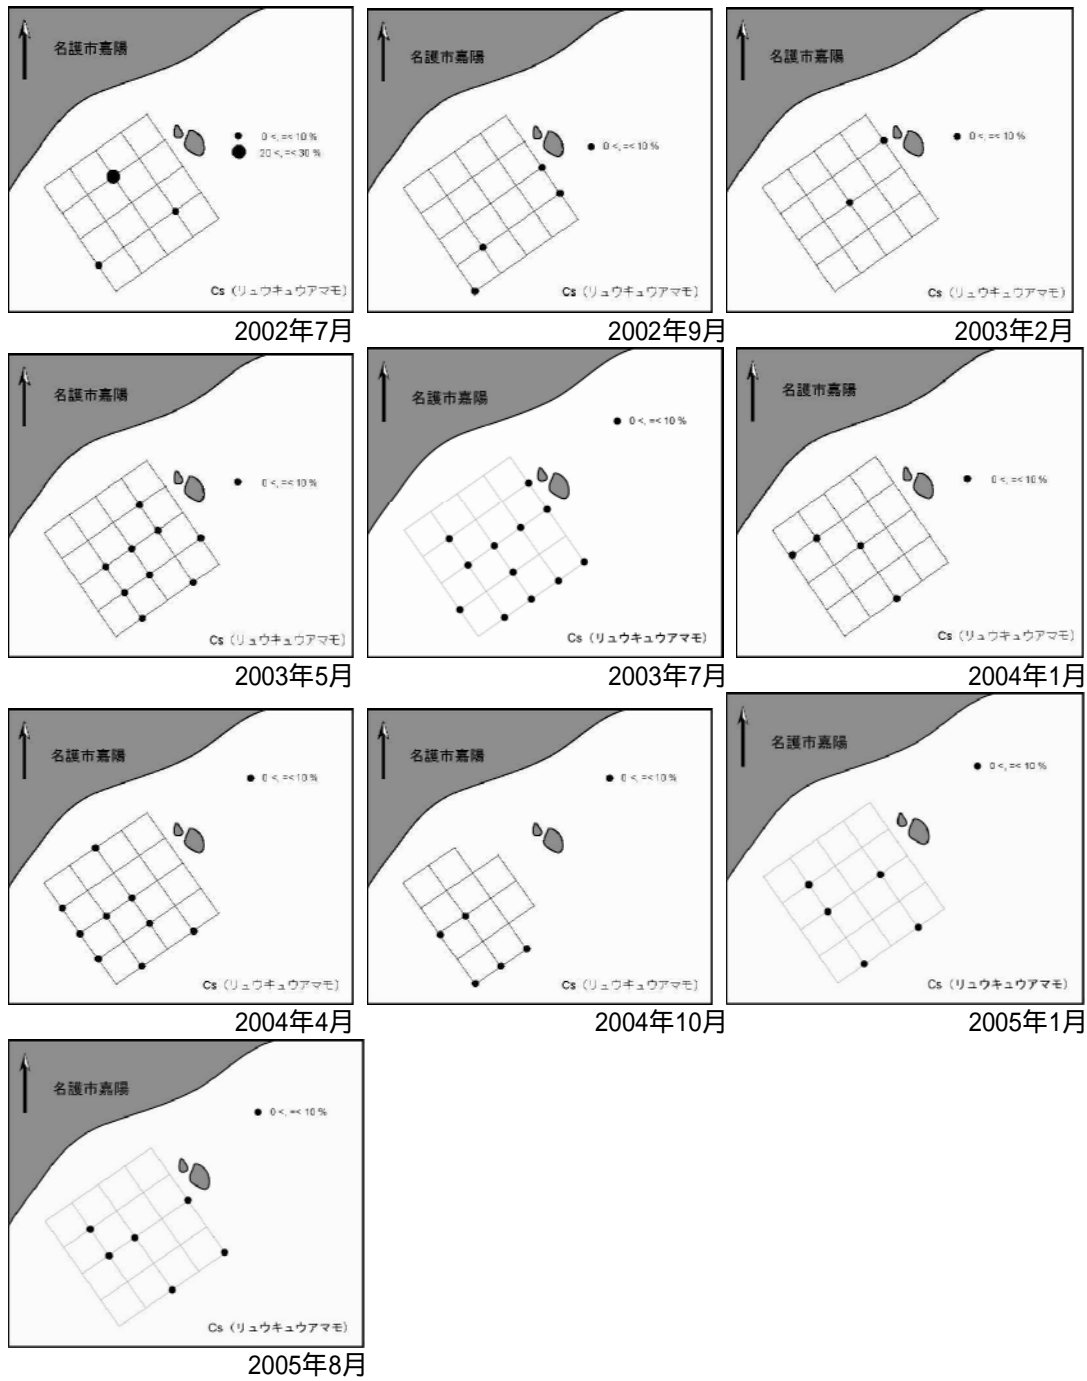 名護市嘉陽
0 <, =< 10 %
20 <, =< 30 %
Cs (リュウキュウアマモ)
2002年7月
名護市嘉陽
0 <, =< 10 %
Cs (リュウキュウアマモ)
2002年9月
名護市嘉陽
0 <, =< 10 %
Cs (リュウキュウアマモ)
2003年2月
名護市嘉陽
0 <, =< 10 %
Cs (リュウキュウアマモ)
2003年5月
名護市嘉陽
0 <, =< 10 %
Cs (リュウキュウアマモ)
2003年7月
名護市嘉陽
0 <, =< 10 %
Cs (リュウキュウアマモ)
2004年1月
名護市嘉陽
0 <, =< 10 %
Cs (リュウキュウアマモ)
2004年4月
名護市嘉陽
0 <, =< 10 %
Cs (リュウキュウアマモ)
2004年10月
名護市嘉陽
0 <, =< 10 %
Cs (リュウキュウアマモ)
2005年1月
名護市嘉陽
0 <, =< 10 %
Cs (リュウキュウアマモ)
2005年8月